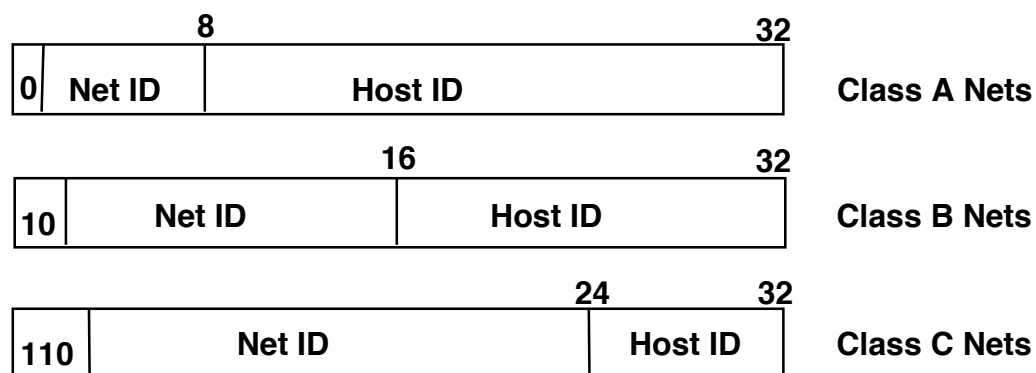 8 32
0 Net ID Host ID Class A Nets
16 32
10 Net ID Host ID Class B Nets
24 32
110 Net ID Host ID Class C Nets